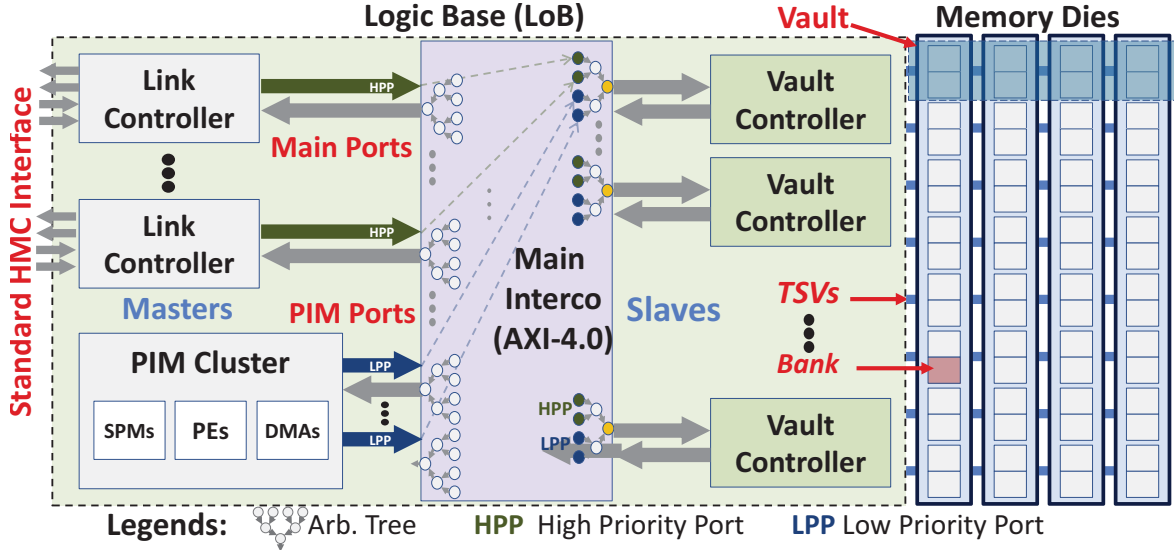 Logic Base (LoB)
Vault
Memory Dies
Standard HMC Interface
Link
Controller
HPP
Main Ports
Vault
Controller
Link
Controller
HPP
Vault
Controller
Masters
PIM Ports
Main
Interco
(AXI-4.0)
Slaves
TSVs
Bank
PIM Cluster
SPMs
PEs
DMAs
LPP
LPP
HPP
LPP
Vault
Controller
Legends:
Arb. Tree
HPP High Priority Port
LPP Low Priority Port